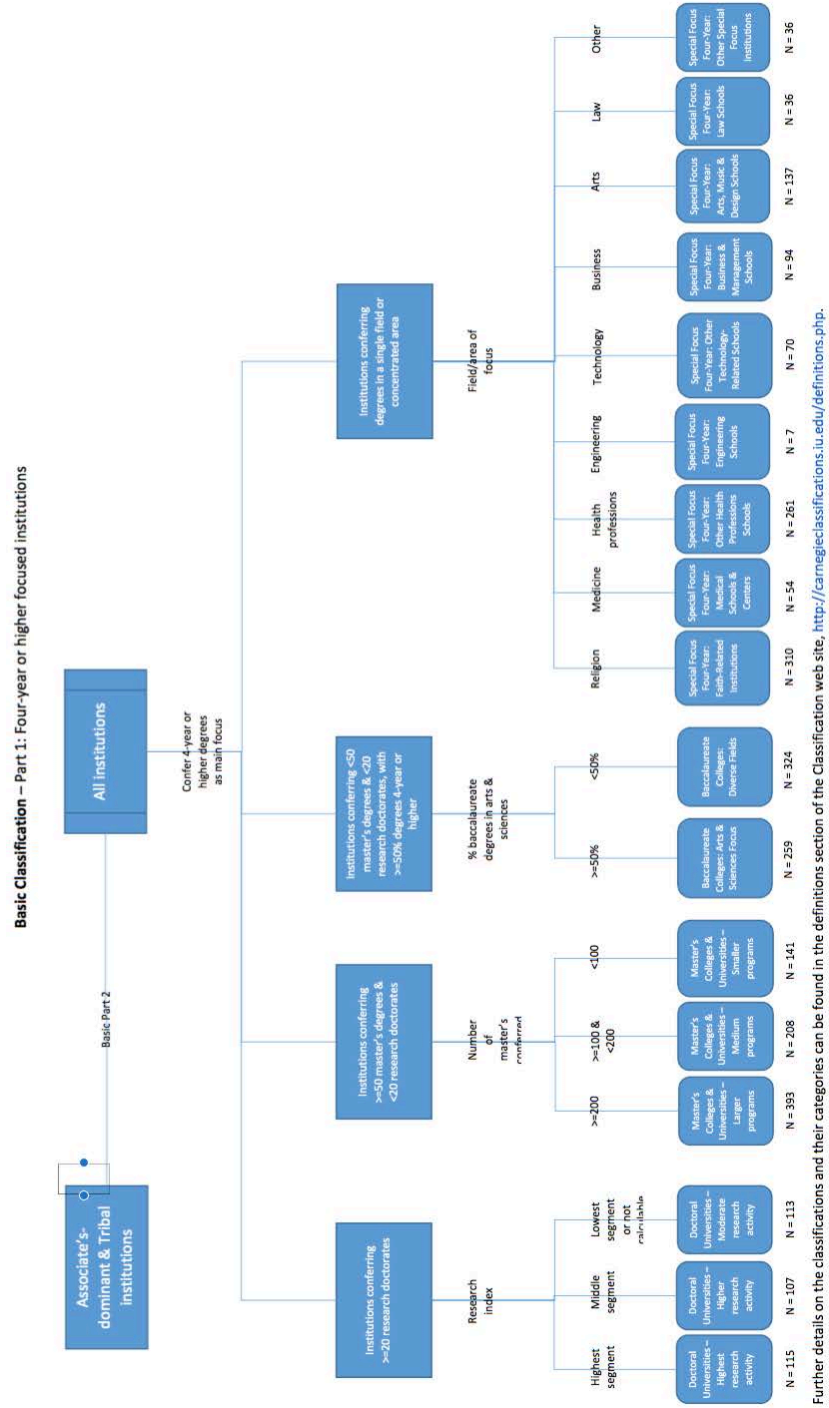 Basic Classification – Part 1: Four-year or higher focused institutions
Associate's-
dominant & Tribal
institutions
Basic Part 2
All institutions
Confer 4-year or
higher degrees
as main focus
Institutions conferring
>=20 research doctorates
Institutions conferring
>=50 master's degrees &
<20 research doctorates
Institutions conferring <50
master's degrees & <20
research doctorates, with
>=50% degrees 4-year or
higher
Institutions conferring
degrees in a single field or
concentrated area
Research
index
Number
of
master's
conferred
% baccalaureate
degrees in arts &
sciences
Field/area of
focus
Highest
segment
Middle
segment
Lowest
segment
or not
calculable
>=200
>=100 &
<200
<100
>=50%
<50%
Religion
Medicine
Health
professions
Engineering
Technology
Business
Arts
Law
Other
Doctoral
Universities –
Highest
research
activity
Doctoral
Universities –
Higher
research
activity
Doctoral
Universities –
Moderate
research
activity
Master's
Colleges &
Universities –
Larger
programs
Master's
Colleges &
Universities –
Medium
programs
Master's
Colleges &
Universities –
Smaller
programs
Baccalaureate
Colleges: Arts &
Sciences Focus
Baccalaureate
Colleges:
Diverse Fields
Special Focus
Four-Year:
Faith-Related
Institutions
Special Focus
Four-Year:
Medical
Schools &
Centers
Special Focus
Four-Year:
Other Health
Professions
Schools
Special Focus
Four-Year:
Engineering
Schools
Special Focus
Four-Year: Other
Technology-
Related Schools
Special Focus
Four-Year:
Business &
Management
Schools
Special Focus
Four-Year:
Arts, Music &
Design Schools
Special Focus
Four-Year:
Law Schools
Special Focus
Four-Year:
Other Special
Focus
Institutions
N = 115
N = 107
N = 113
N = 393
N = 208
N = 141
N = 259
N = 324
N = 310
N = 54
N = 261
N = 7
N = 70
N = 94
N = 137
N = 36
N = 36
Further details on the classifications and their categories can be found in the definitions section of the Classification web site, http://carnegieclassifications.iu.edu/definitions.php.